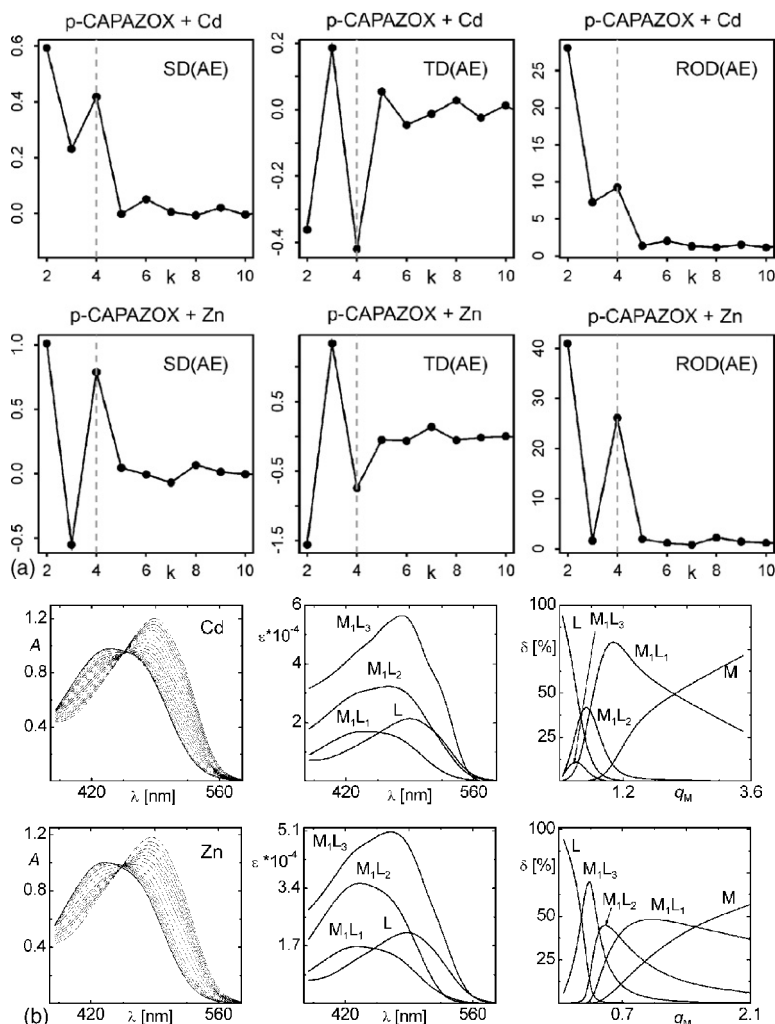 p-CAPAZOX + Cd
SD(AE)
0.6
0.4
0.2
0.0
2 4 6 8 10
k
p-CAPAZOX + Cd
TD(AE)
0.2
0.0
-0.2
-0.4
2 4 6 8 10
k
p-CAPAZOX + Cd
ROD(AE)
25
20
15
10
5
0
2 4 6 8 10
k
p-CAPAZOX + Zn
SD(AE)
1.0
0.5
0.0
-0.5
2 4 6 8 10
k
p-CAPAZOX + Zn
TD(AE)
0.5
-0.5
-1.5
2 4 6 8 10
k
p-CAPAZOX + Zn
ROD(AE)
40
30
20
10
0
2 4 6 8 10
k
(a)
Cd
1.2
A
0.8
0.4
420 560
λ [nm]
6
ε*10⁻⁴
4
2
M₁L₃
M₁L₂
M₁L₁
L
420 560
λ [nm]
100
δ [%]
50
25
L
M₁L₃
M₁L₁
M₁L₂
M
1.2 3.6
qM
Zn
1.2
A
0.8
0.4
420 560
λ [nm]
5.1
ε*10⁻⁴
3.4
1.7
M₁L₃
M₁L₂
M₁L₁
L
420 560
λ [nm]
100
δ [%]
50
25
L
M₁L₃
M₁L₂
M₁L₁
M
0.7 2.1
qM
(b)